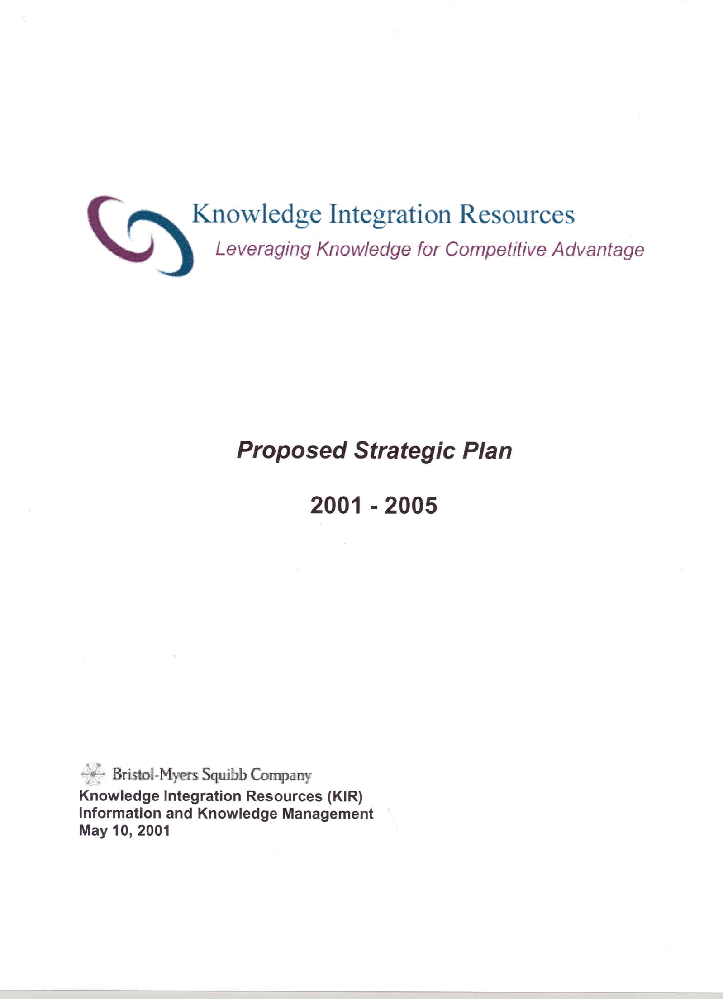 Knowledge Integration Resources
Leveraging Knowledge for Competitive Advantage
Proposed Strategic Plan
2001 - 2005
Bristol-Myers Squibb Company
Knowledge Integration Resources (KIR)
Information and Knowledge Management
May 10, 2001